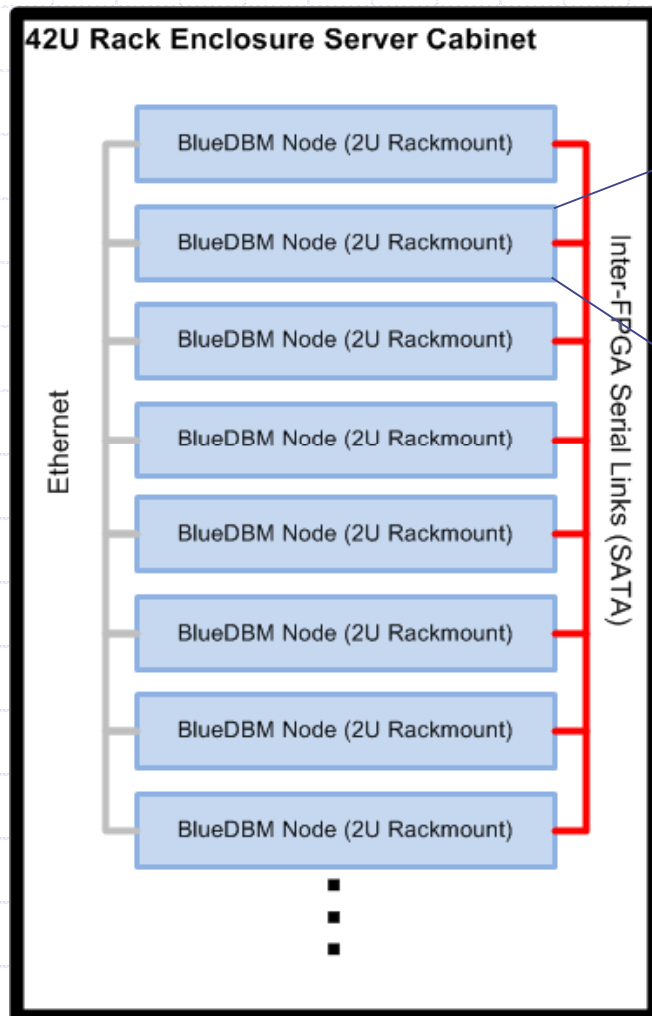 42U Rack Enclosure Server Cabinet
BlueDBM Node (2U Rackmount)
BlueDBM Node (2U Rackmount)
BlueDBM Node (2U Rackmount)
BlueDBM Node (2U Rackmount)
BlueDBM Node (2U Rackmount)
BlueDBM Node (2U Rackmount)
BlueDBM Node (2U Rackmount)
BlueDBM Node (2U Rackmount)
Ethernet
Inter-FPGA Serial Links (SATA)